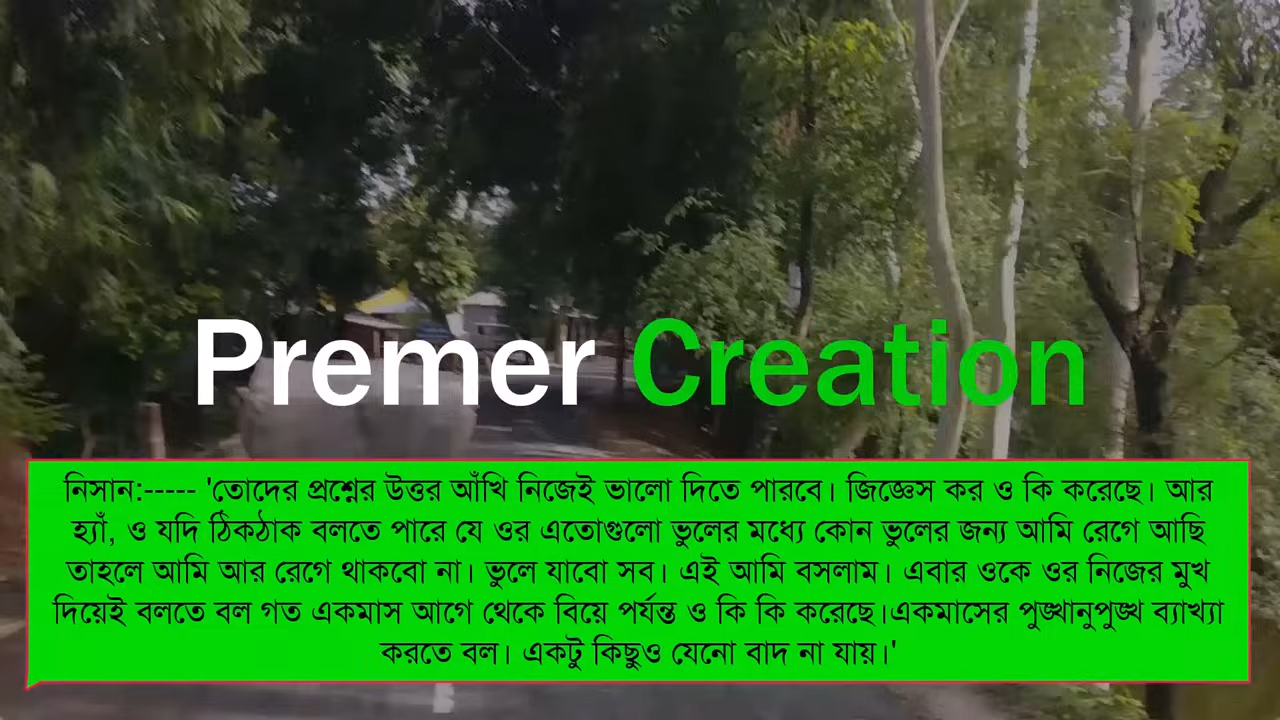 Premer Creation
নিসান:----- 'তোদের প্রশ্নের উত্তর আঁখি নিজেই ভালো দিতে পারবে। জিজ্ঞেস কর ও কি করেছে। আর
হ্যাঁ, ও যদি ঠিকঠাক বলতে পারে যে ওর এতোগুলো ভুলের মধ্যে কোন ভুলের জন্য আমি রেগে আছি
তাহলে আমি আর রেগে থাকবো না। ভুলে যাবো সব। এই আমি বসলাম। এবার ওকে ওর নিজের মুখ
দিয়েই বলতে বল গত একমাস আগে থেকে বিয়ে পর্যন্ত ও কি কি করেছে।একমাসের পুঙ্খানুপুঙ্খ ব্যাখ্যা
করতে বল। একটু কিছুও যেনো বাদ না যায়।'